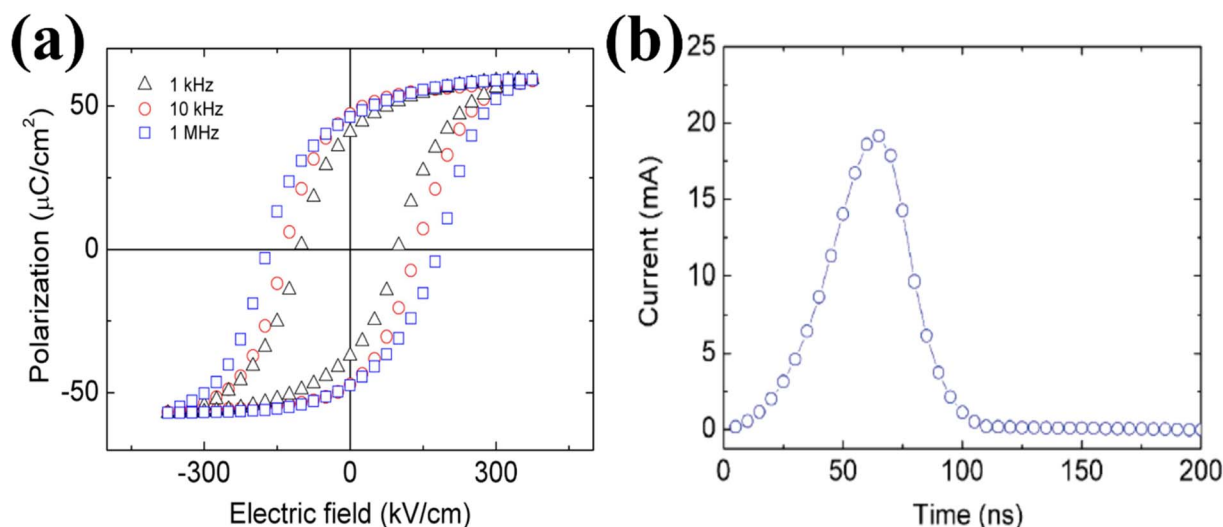 (a)
1 kHz
10 kHz
1 MHz
50
0
-50
Polarization (μC/cm²)
-300
0
300
Electric field (kV/cm)
(b)
25
20
15
10
5
0
Current (mA)
0
50
100
150
200
Time (ns)